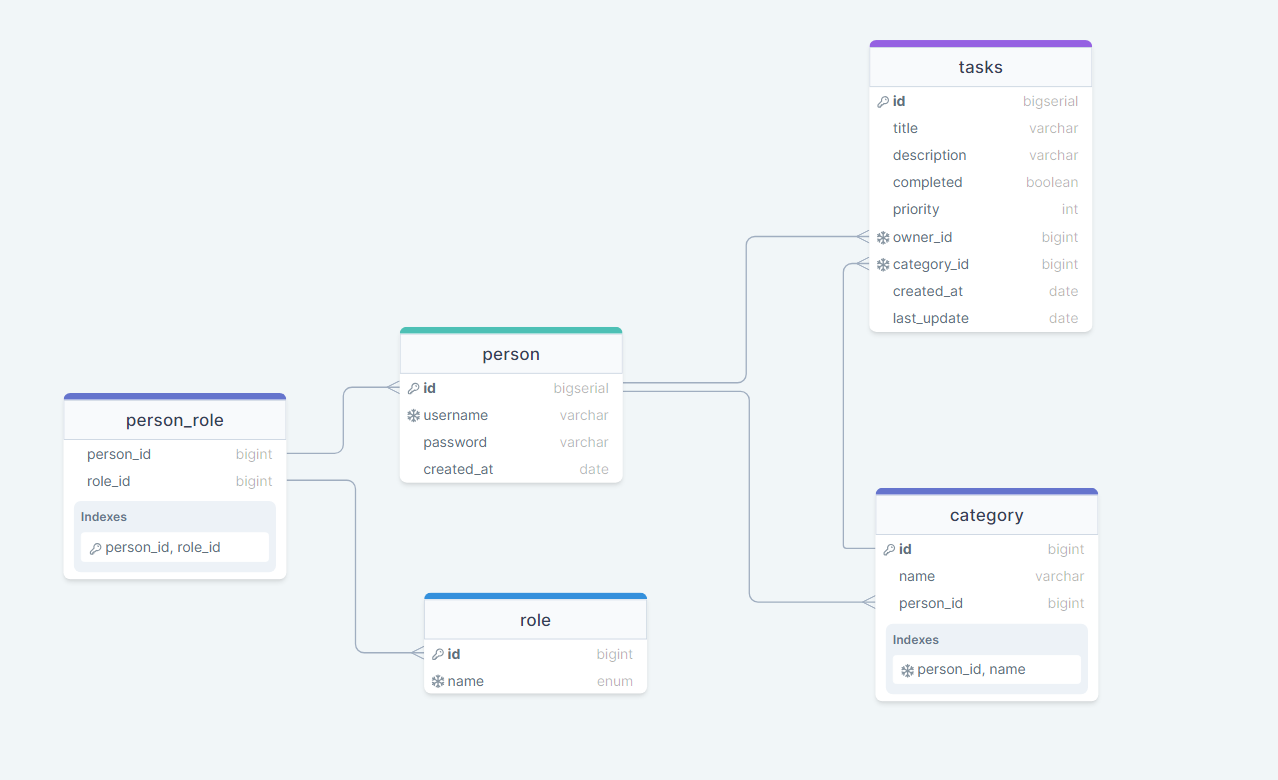 tasks
id bigserial
title varchar
description varchar
completed boolean
priority int
owner_id bigint
category_id bigint
created_at date
last_update date
person
id bigserial
username varchar
password varchar
created_at date
person_role
person_id bigint
role_id bigint
Indexes
person_id, role_id
category
id bigint
name varchar
person_id bigint
Indexes
person_id, name
role
id bigint
name enum